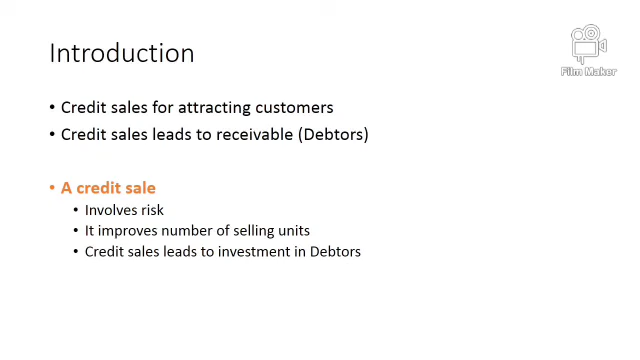 Introduction
Film Maker
• Credit sales for attracting customers
• Credit sales leads to receivable (Debtors)
• A credit sale
• Involves risk
• It improves number of selling units
• Credit sales leads to investment in Debtors